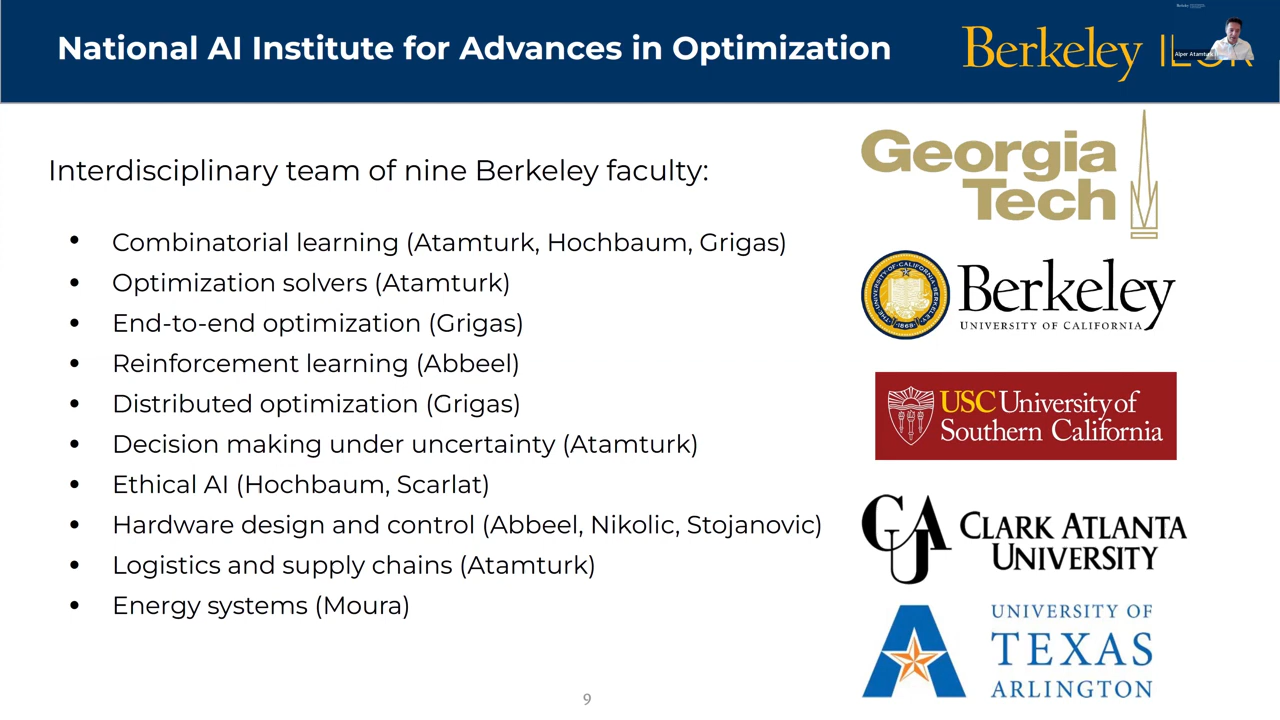 National AI Institute for Advances in Optimization
Berkeley
Alper Atamturk
Interdisciplinary team of nine Berkeley faculty:
• Combinatorial learning (Atamturk, Hochbaum, Grigas)
• Optimization solvers (Atamturk)
• End-to-end optimization (Grigas)
• Reinforcement learning (Abbeel)
• Distributed optimization (Grigas)
• Decision making under uncertainty (Atamturk)
• Ethical AI (Hochbaum, Scarlat)
• Hardware design and control (Abbeel, Nikolic, Stojanovic)
• Logistics and supply chains (Atamturk)
• Energy systems (Moura)
Georgia
Tech
Berkeley
UNIVERSITY OF CALIFORNIA
1868
USC University of
Southern California
CAU
CLARK ATLANTA
UNIVERSITY
A
UNIVERSITY OF
TEXAS
ARLINGTON
9